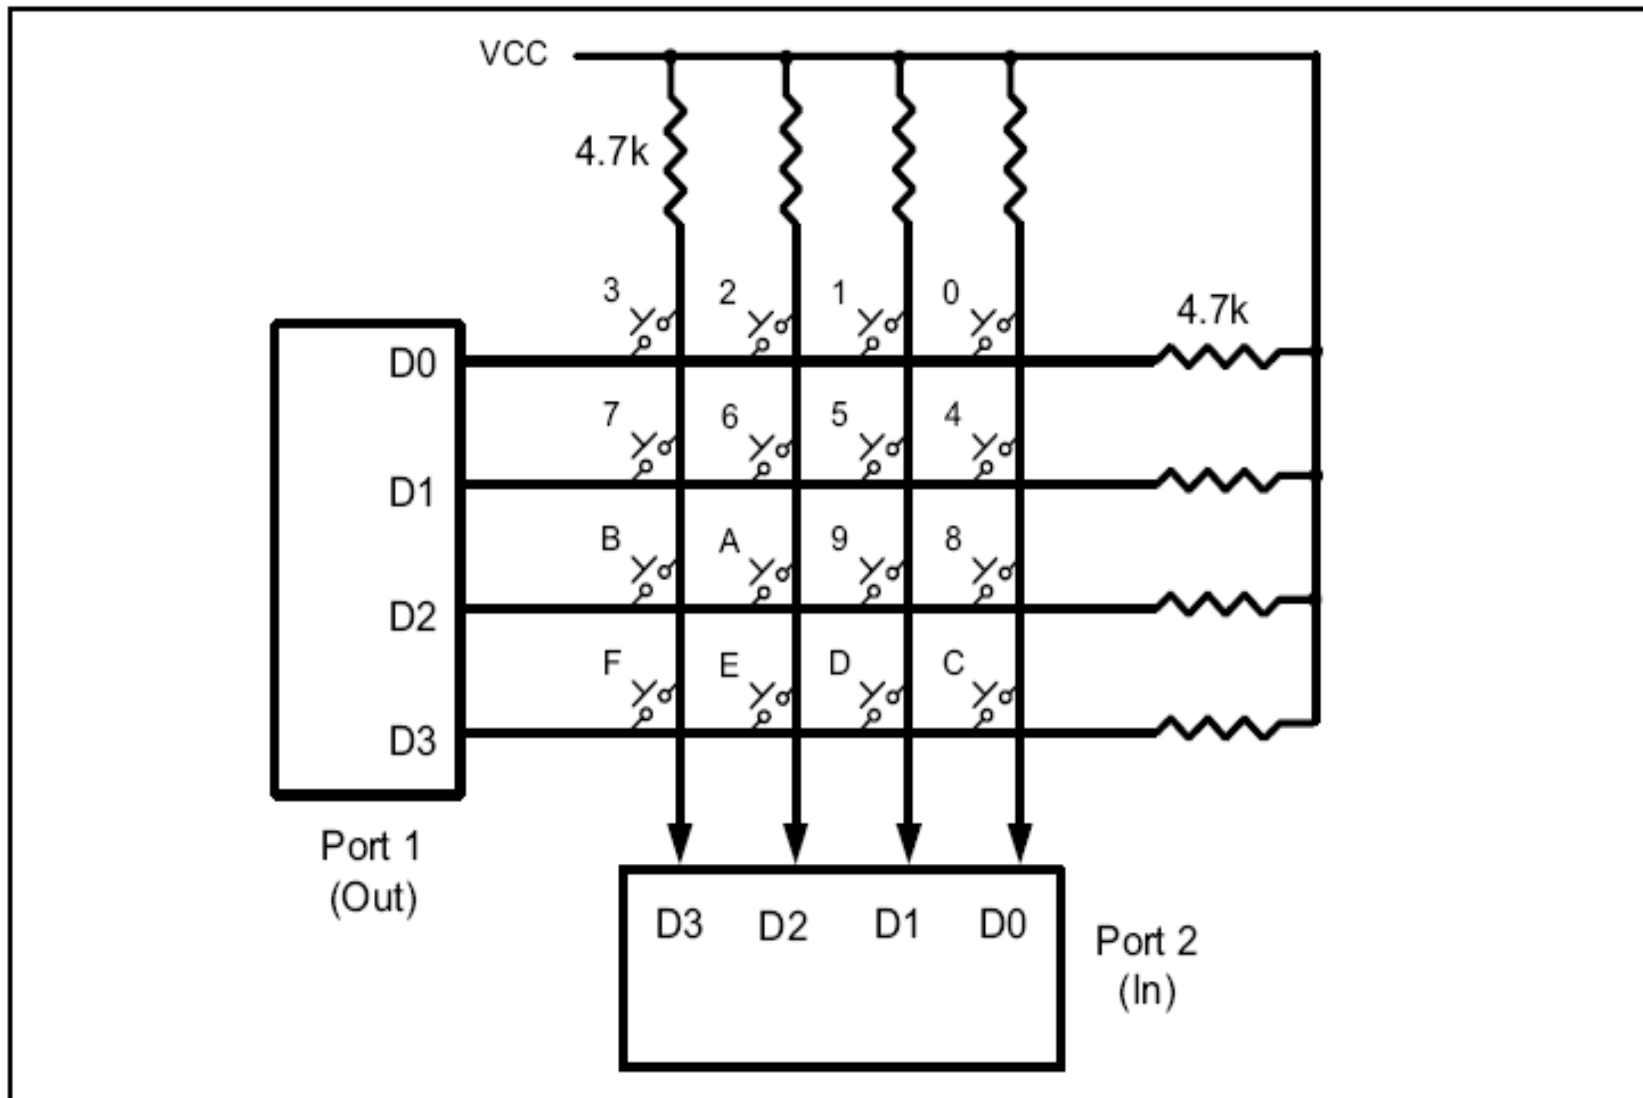 VCC
4.7k
3 2 1 0
4.7k
D0
7 6 5 4
D1
B A 9 8
D2
F E D C
D3
Port 1
(Out)
D3 D2 D1 D0
Port 2
(In)